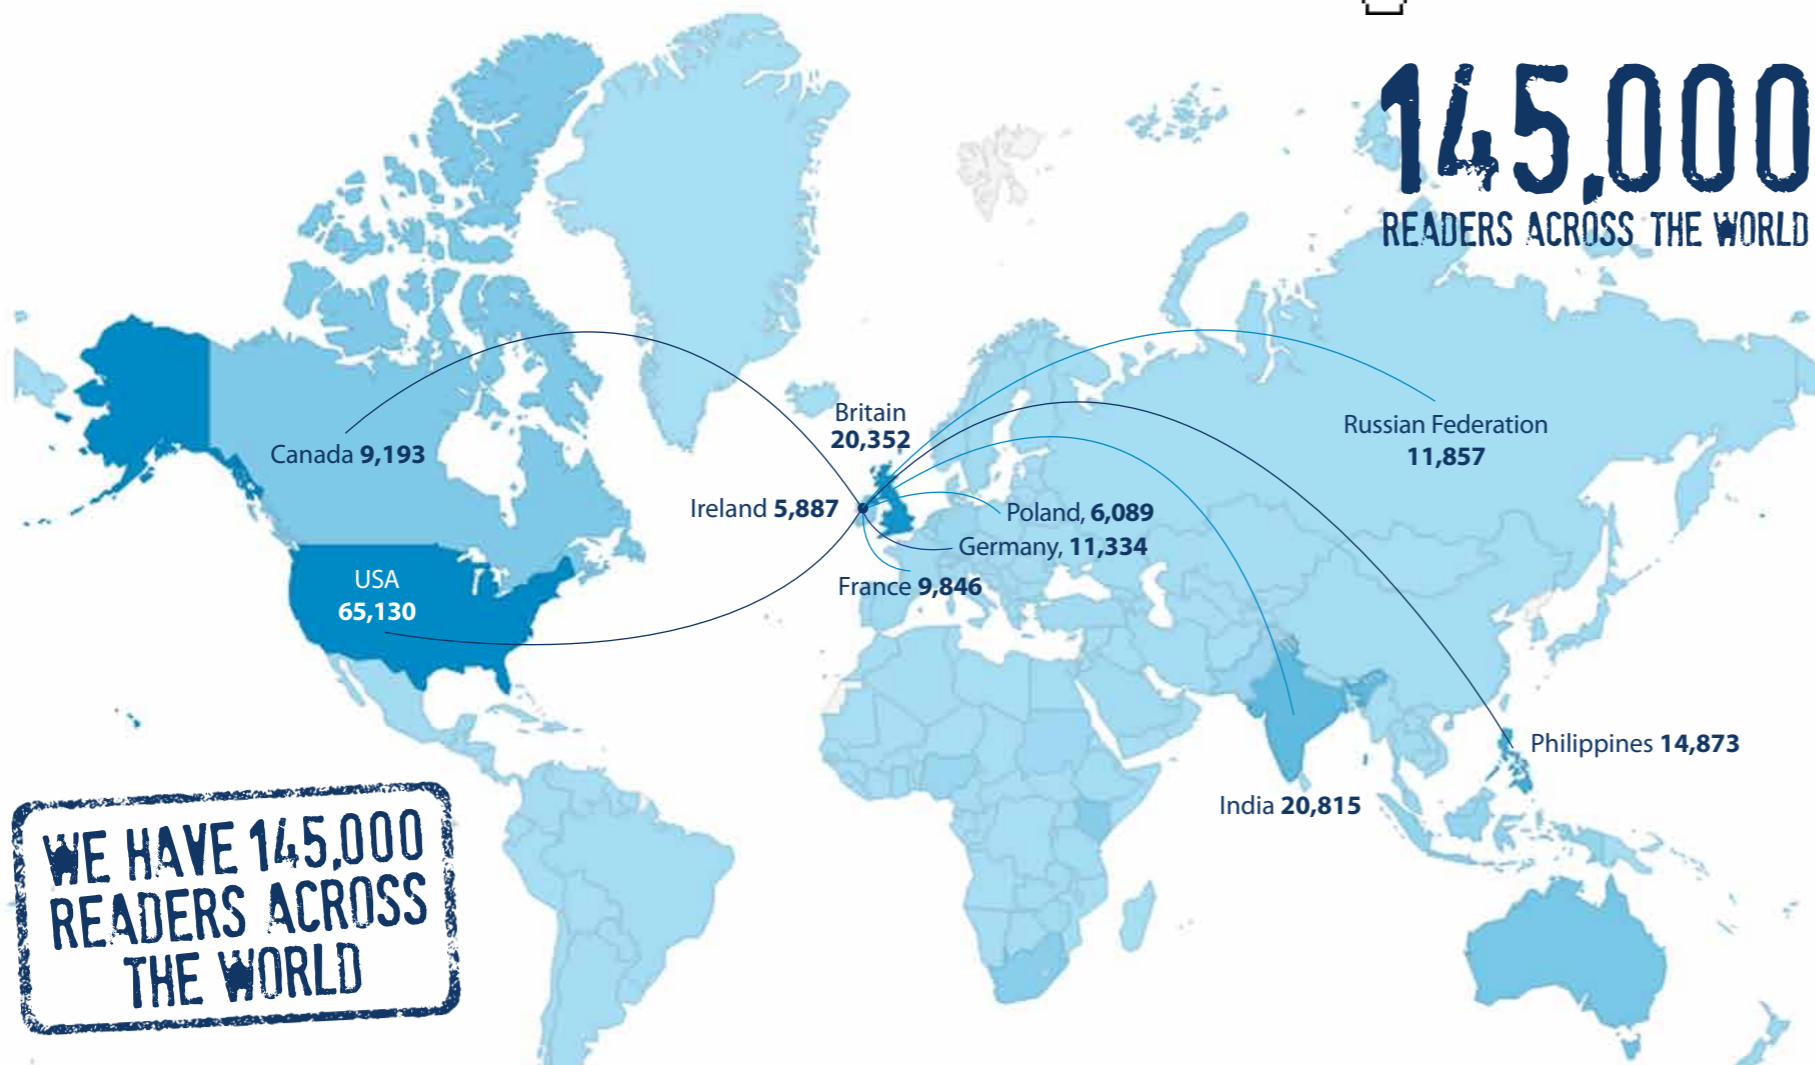 145,000
READERS ACROSS THE WORLD
Britain
20,352
Russian Federation
11,857
Canada 9,193
Ireland 5,887
Poland, 6,089
Germany, 11,334
France 9,846
USA
65,130
Philippines 14,873
India 20,815
WE HAVE 145,000
READERS ACROSS
THE WORLD